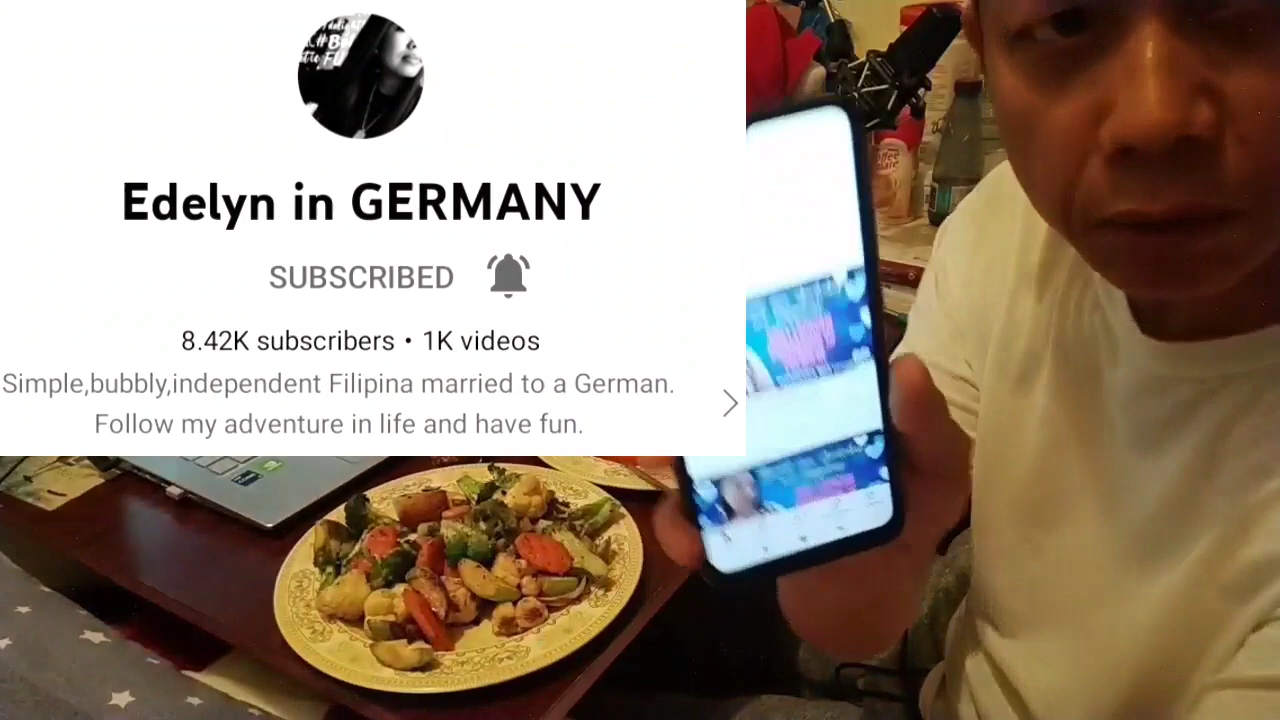 Edelyn in GERMANY
SUBSCRIBED
8.42K subscribers • 1K videos
Simple,bubbly,independent Filipina married to a German.
Follow my adventure in life and have fun.